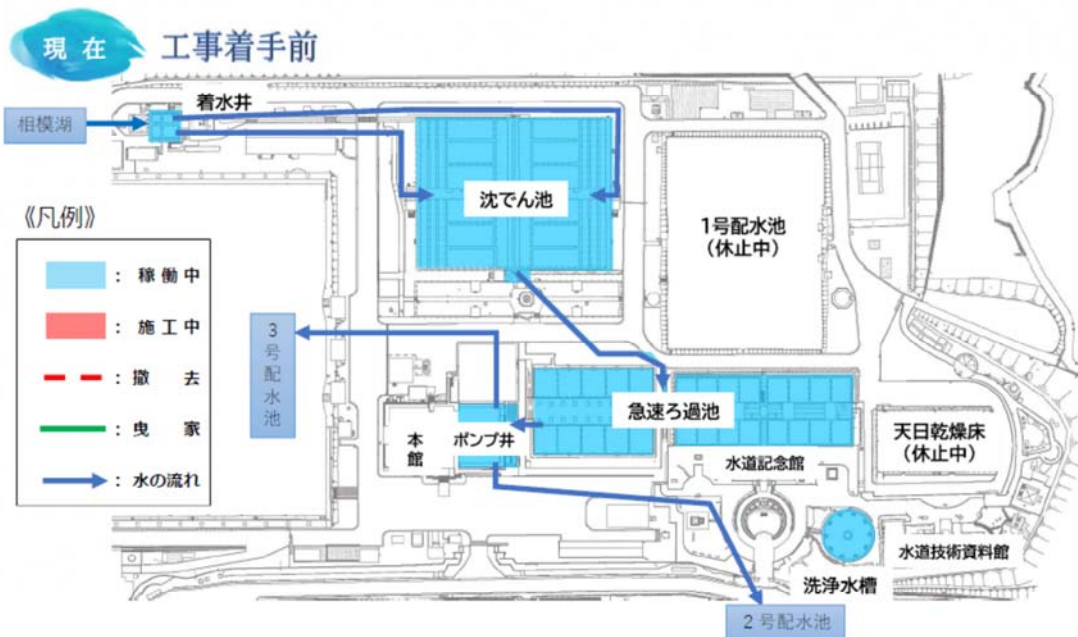 現 在
工事着手前
着水井
相模湖
沈でん池
1号配水池
(休止中)
《凡例》
: 稼働中
: 施工中
: 撤 去
: 曳 家
: 水の流れ
3号配水池
急速ろ過池
本館
ポンプ井
天日乾燥床
(休止中)
水道記念館
水道技術資料館
洗浄水槽
2号配水池